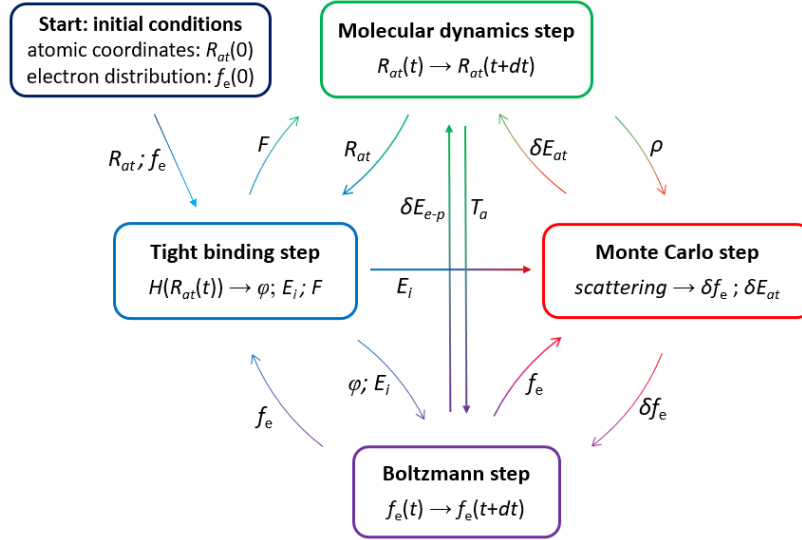 Start: initial conditions
atomic coordinates: R_at(0)
electron distribution: f_e(0)
Molecular dynamics step
R_at(t) → R_at(t+dt)
R_at; f_e
F
R_at
δE_e-p
T_a
δE_at
ρ
Tight binding step
H(R_at(t)) → φ; E_i; F
E_i
Monte Carlo step
scattering → δf_e ; δE_at
f_e
φ; E_i
f_e
δf_e
Boltzmann step
f_e(t) → f_e(t+dt)